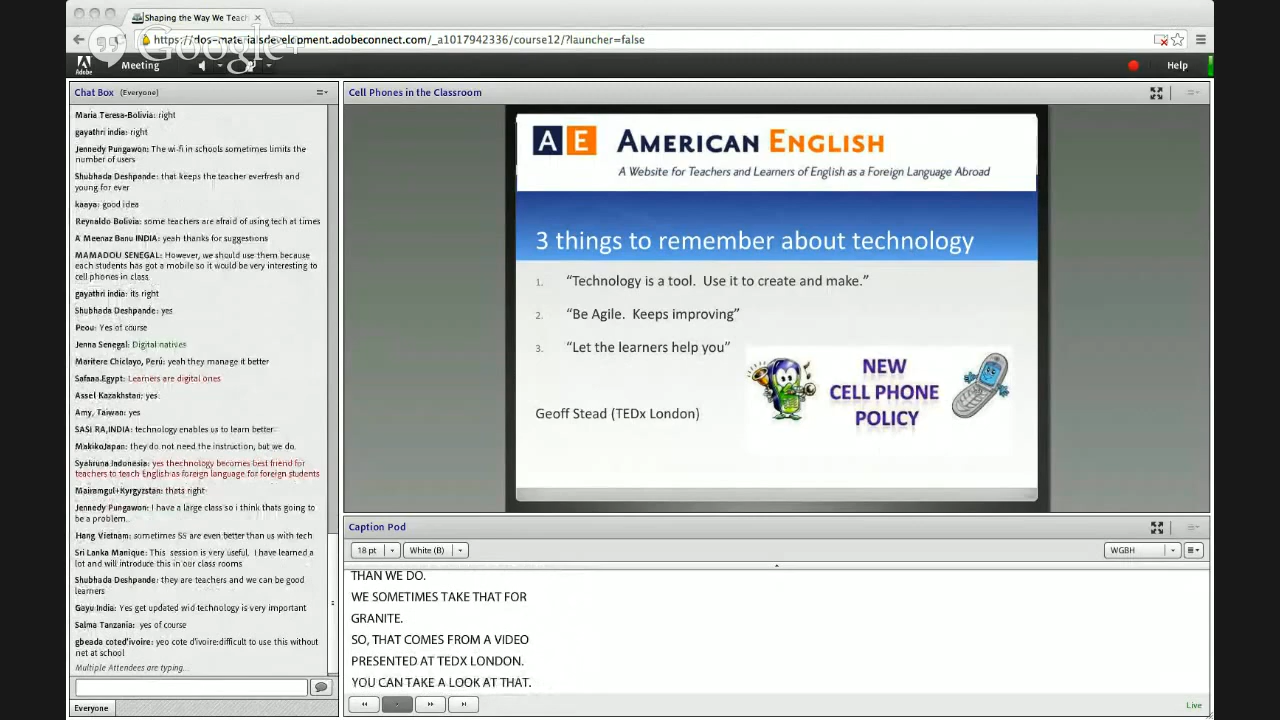 Shaping the Way We Teach
https://dos-materialsdevelopment.adobeconnect.com/_a1017942336/course12/?launcher=false
Google+
Adobe
Meeting
Help
Chat Box (Everyone)
Maria Teresa-Bolivia: right
gayathri india: right
Jennedy Pungawon: The wi-fi in schools sometimes limits the
number of users
Shubhada Deshpande: that keeps the teacher everfresh and
young for ever
kaaya: good idea
Reynaldo Bolivia: some teachers are afraid of using tech at times
A Meenaz Banu INDIA: yeah thanks for suggestions
MAMADOU SENEGAL: However, we should use them because
each students has got a mobile so it would be very interesting to
cell phones in class.
gayathri india: its right
Shubhada Deshpande: yes
Peou: Yes of course
Jenna Senegal: Digital natives
Maritere Chiclayo, Perú: yeah they manage it better
Safaaa.Egypt: Learners are digital ones
Assel Kazakhstan: yes
Amy, Taiwan: yes
SASI RA,INDIA: technology enables us to learn better
MakikoJapan: they do not need the instruction, but we do.
Syahruna Indonesia: yes thechnology becomes best friend for
teachers to teach English as foreign language for foreign students
Mairamgul+Kyrgyzstan: thats right
Jennedy Pungawon: I have a large class so i think thats going to
be a problem.
Hang Vietnam: sometimes SS are even better than us with tech
Sri Lanka Manique: This session is very useful. I have learned a
lot and will introduce this in our class rooms
Shubhada Deshpande: they are teachers and we can be good
learners
Gayu India: Yes get updated wid technology is very important
Salma Tanzania: yes of course
gbeada coted'ivoire: yeo cote d'ivoire:difficult to use this without
net at school
Multiple Attendees are typing...
Everyone
Cell Phones in the Classroom
AE AMERICAN ENGLISH
A Website for Teachers and Learners of English as a Foreign Language Abroad
3 things to remember about technology
1. “Technology is a tool. Use it to create and make.”
2. “Be Agile. Keeps improving”
3. “Let the learners help you”
NEW
CELL PHONE
POLICY
Geoff Stead (TEDx London)
Caption Pod
18 pt White (B) WGBH
THAN WE DO.
WE SOMETIMES TAKE THAT FOR
GRANITE.
SO, THAT COMES FROM A VIDEO
PRESENTED AT TEDX LONDON.
YOU CAN TAKE A LOOK AT THAT.
Live